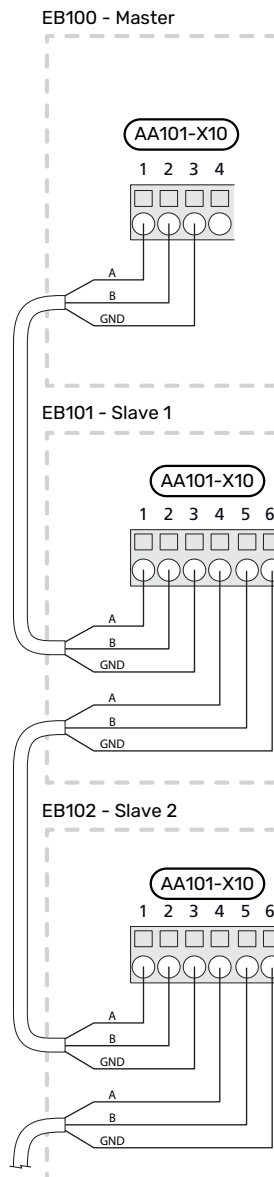 EB100 - Master
AA101-X10
1 2 3 4
A
B
GND
EB101 - Slave 1
AA101-X10
1 2 3 4 5 6
A
B
GND
A
B
GND
EB102 - Slave 2
AA101-X10
1 2 3 4 5 6
A
B
GND
A
B
GND